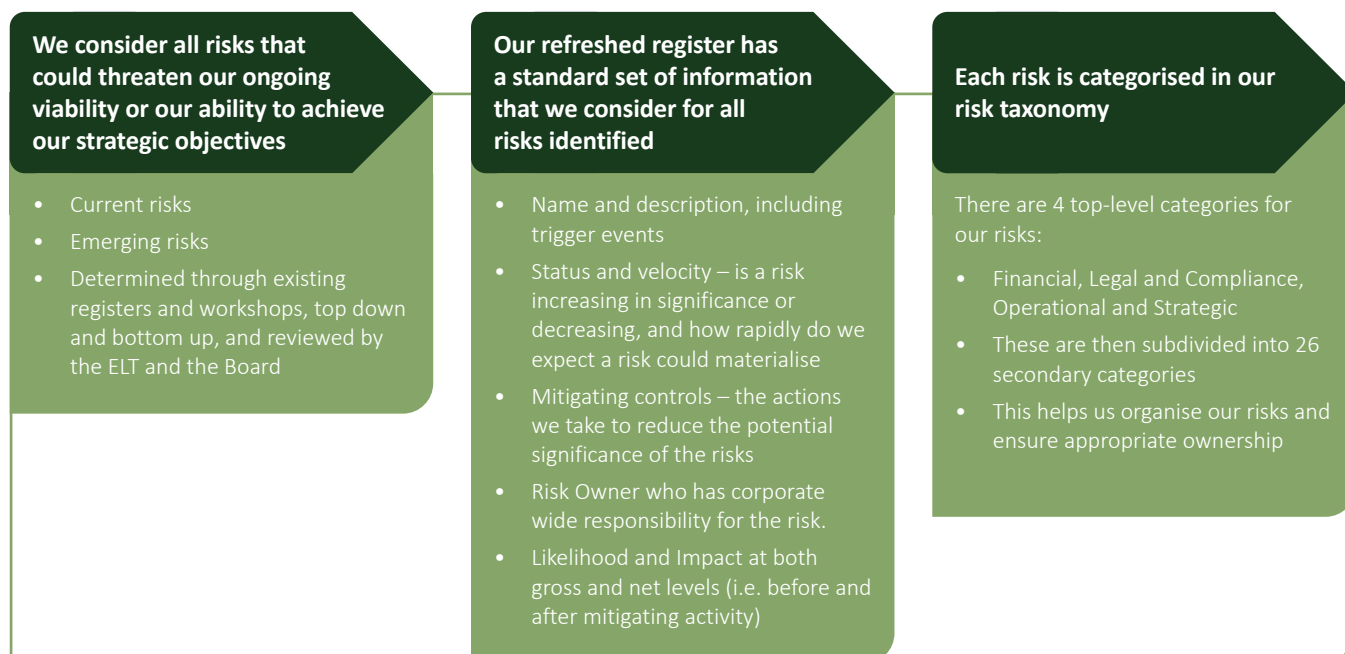 We consider all risks that
could threaten our ongoing
viability or our ability to achieve
our strategic objectives
• Current risks
• Emerging risks
• Determined through existing
registers and workshops, top down
and bottom up, and reviewed by
the ELT and the Board
Our refreshed register has
a standard set of information
that we consider for all
risks identified
• Name and description, including
trigger events
• Status and velocity – is a risk
increasing in significance or
decreasing, and how rapidly do we
expect a risk could materialise
• Mitigating controls – the actions
we take to reduce the potential
significance of the risks
• Risk Owner who has corporate
wide responsibility for the risk.
• Likelihood and Impact at both
gross and net levels (i.e. before and
after mitigating activity)
Each risk is categorised in our
risk taxonomy
There are 4 top-level categories for
our risks:
• Financial, Legal and Compliance,
Operational and Strategic
• These are then subdivided into 26
secondary categories
• This helps us organise our risks and
ensure appropriate ownership